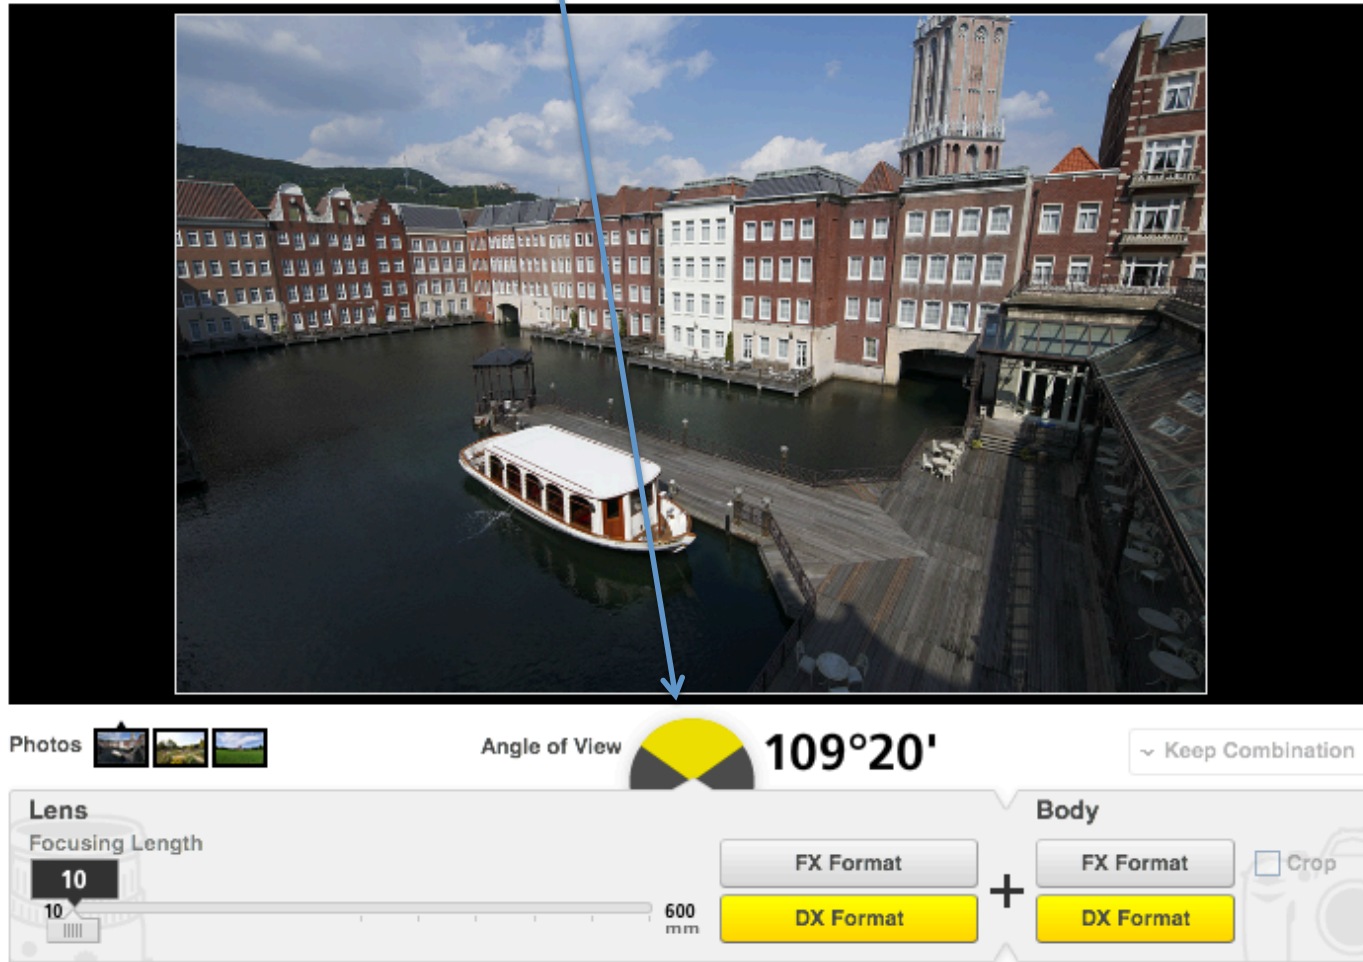 Photos
Angle of View
109°20'
Keep Combination
Lens
Focusing Length
10
10
600
mm
FX Format
DX Format
+
Body
FX Format
DX Format
Crop